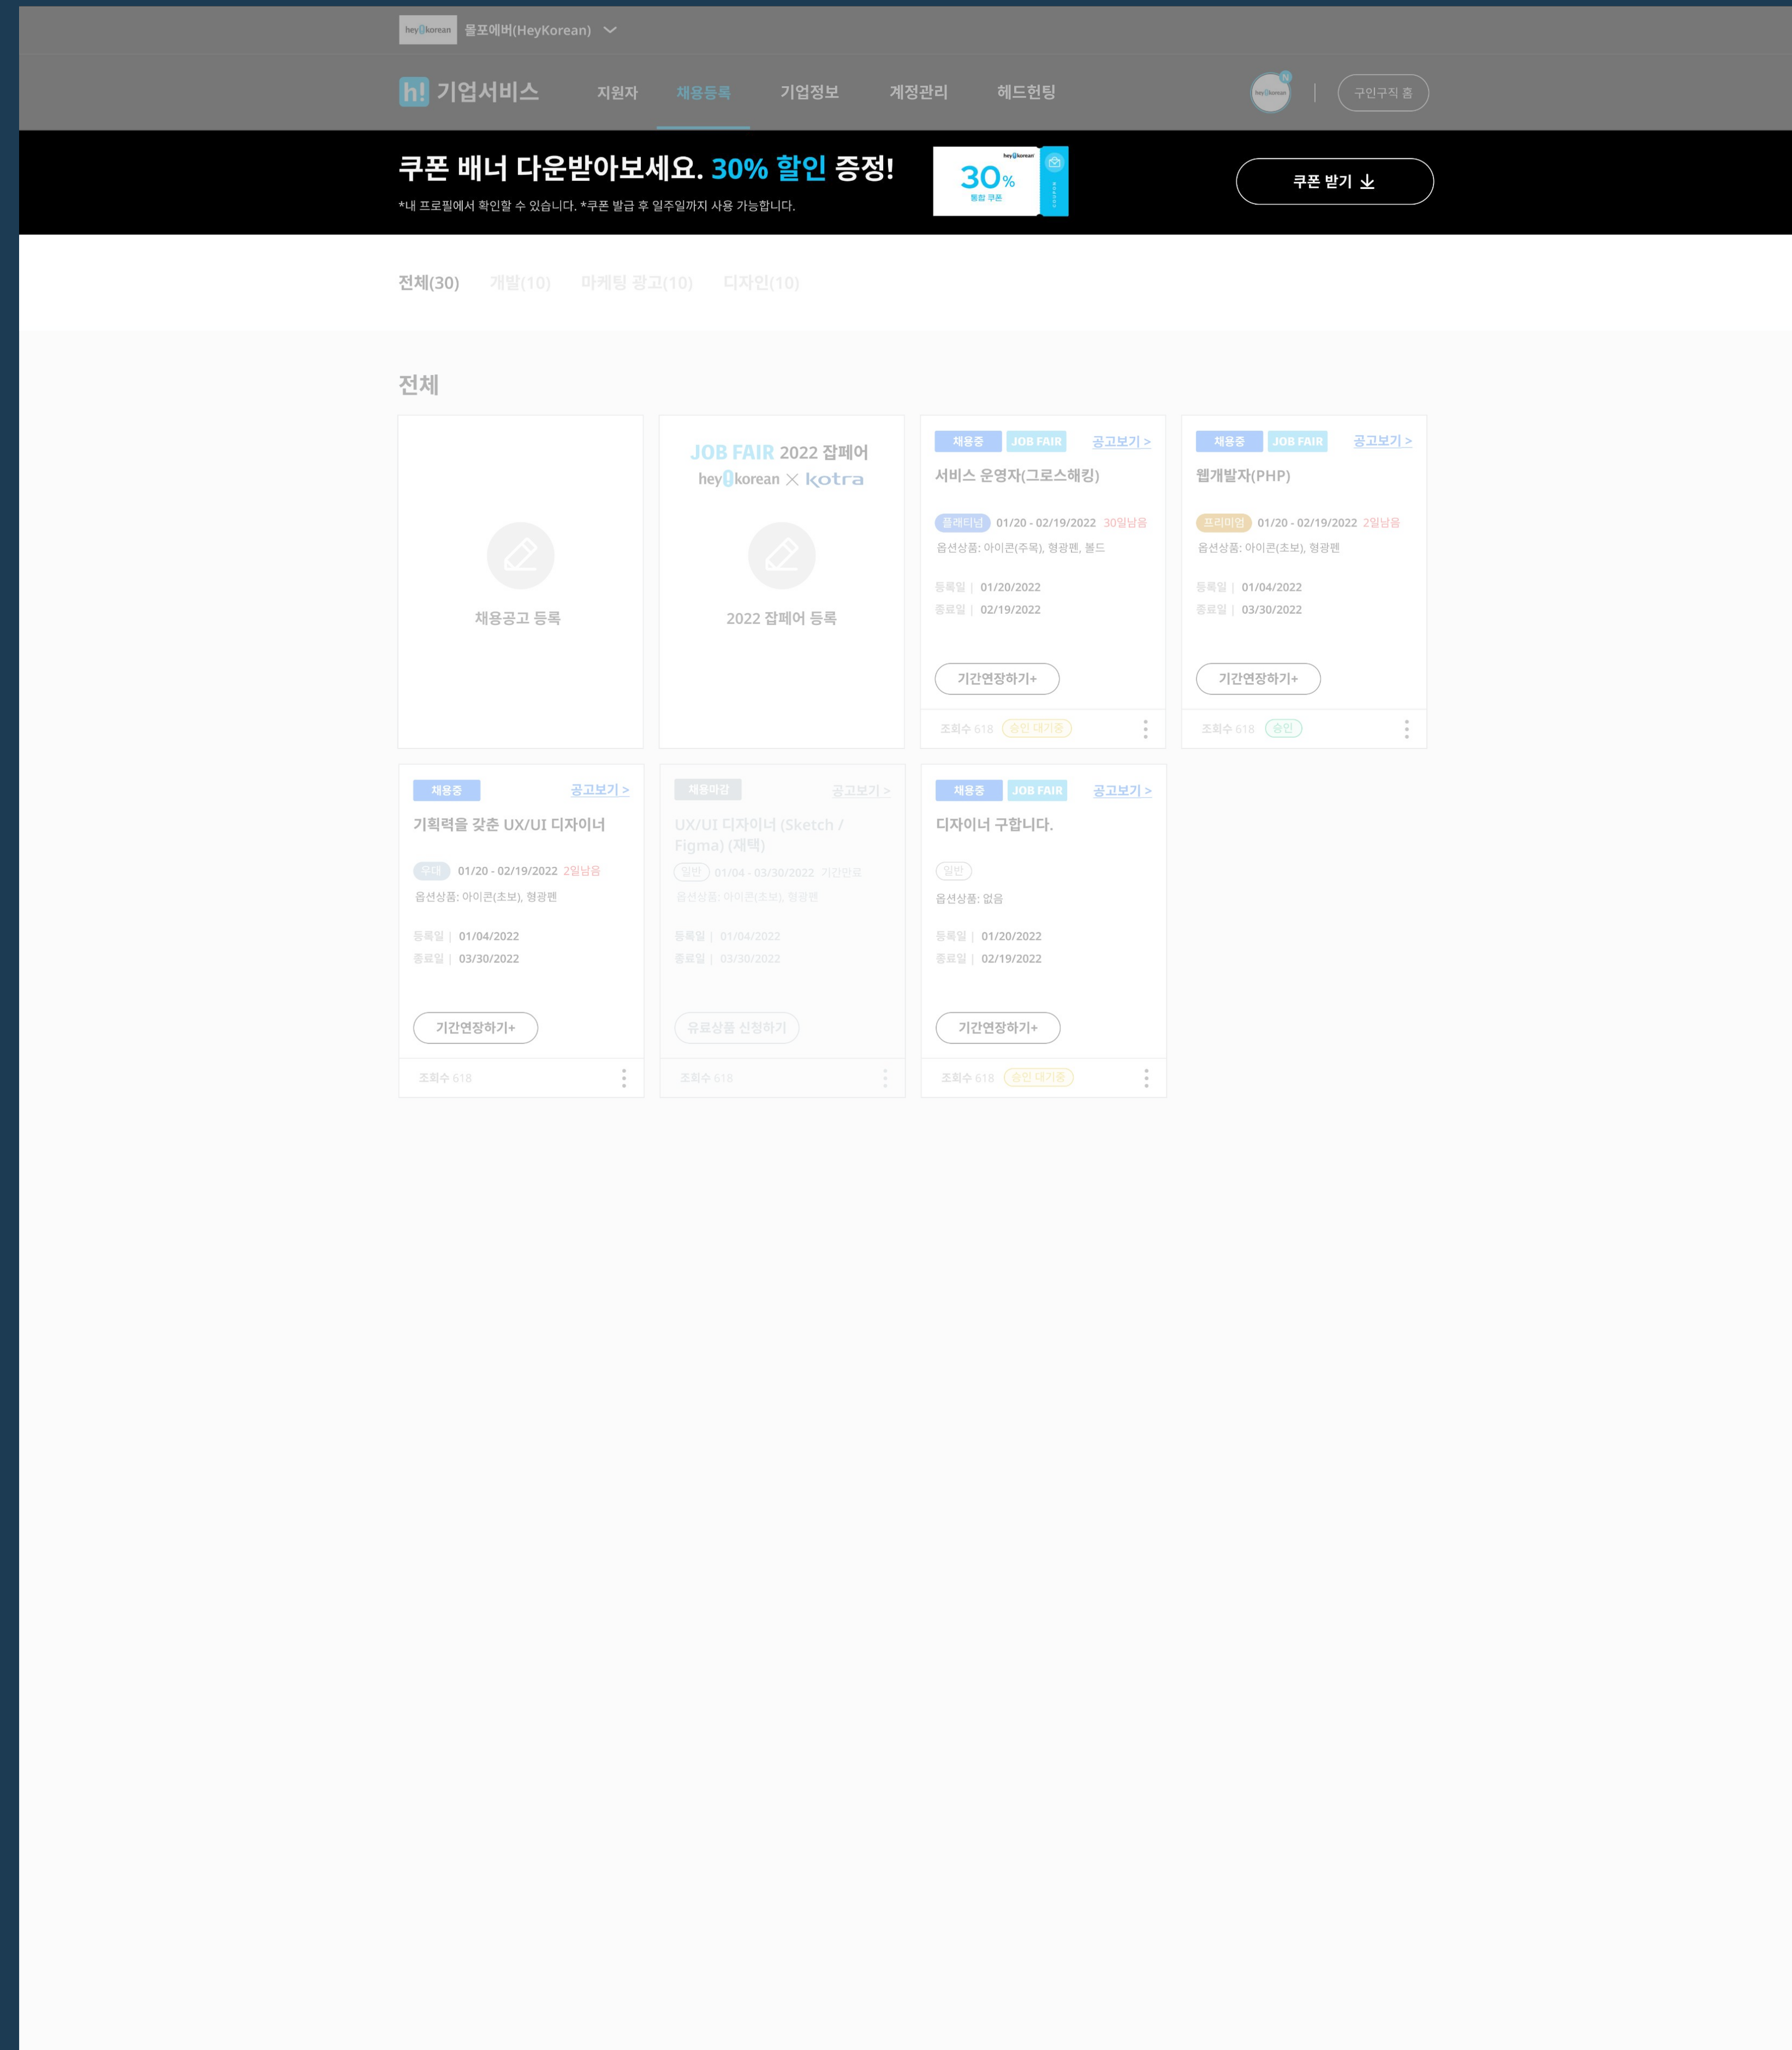 hey!korean 몰포에버(HeyKorean)
h! 기업서비스 지원자 채용등록 기업정보 계정관리 헤드헌팅 hey!korean N 구인구직 홈
쿠폰 배너 다운받아보세요. 30% 할인 증정!
*내 프로필에서 확인할 수 있습니다. *쿠폰 발급 후 일주일까지 사용 가능합니다.
hey!korean
30%
통합 쿠폰
쿠폰 받기
전체(30) 개발(10) 마케팅 광고(10) 디자인(10)
전체
채용공고 등록
JOB FAIR 2022 잡페어
hey!korean × kotra
2022 잡페어 등록
채용중 JOB FAIR 공고보기 >
서비스 운영자(그로스해킹)
플래티넘 01/20 - 02/19/2022 30일남음
옵션상품: 아이콘(주목), 형광펜, 볼드
등록일 | 01/20/2022
종료일 | 02/19/2022
기간연장하기+
조회수 618 승인 대기중
채용중 JOB FAIR 공고보기 >
웹개발자(PHP)
프리미엄 01/20 - 02/19/2022 2일남음
옵션상품: 아이콘(초보), 형광펜
등록일 | 01/04/2022
종료일 | 03/30/2022
기간연장하기+
조회수 618 승인
채용중 공고보기 >
기획력을 갖춘 UX/UI 디자이너
우대 01/20 - 02/19/2022 2일남음
옵션상품: 아이콘(초보), 형광펜
등록일 | 01/04/2022
종료일 | 03/30/2022
기간연장하기+
조회수 618
채용마감 공고보기 >
UX/UI 디자이너 (Sketch /
Figma) (재택)
일반 01/04 - 03/30/2022 기간만료
옵션상품: 아이콘(초보), 형광펜
등록일 | 01/04/2022
종료일 | 03/30/2022
유료상품 신청하기
조회수 618
채용중 JOB FAIR 공고보기 >
디자이너 구합니다.
일반
옵션상품: 없음
등록일 | 01/20/2022
종료일 | 02/19/2022
기간연장하기+
조회수 618 승인 대기중